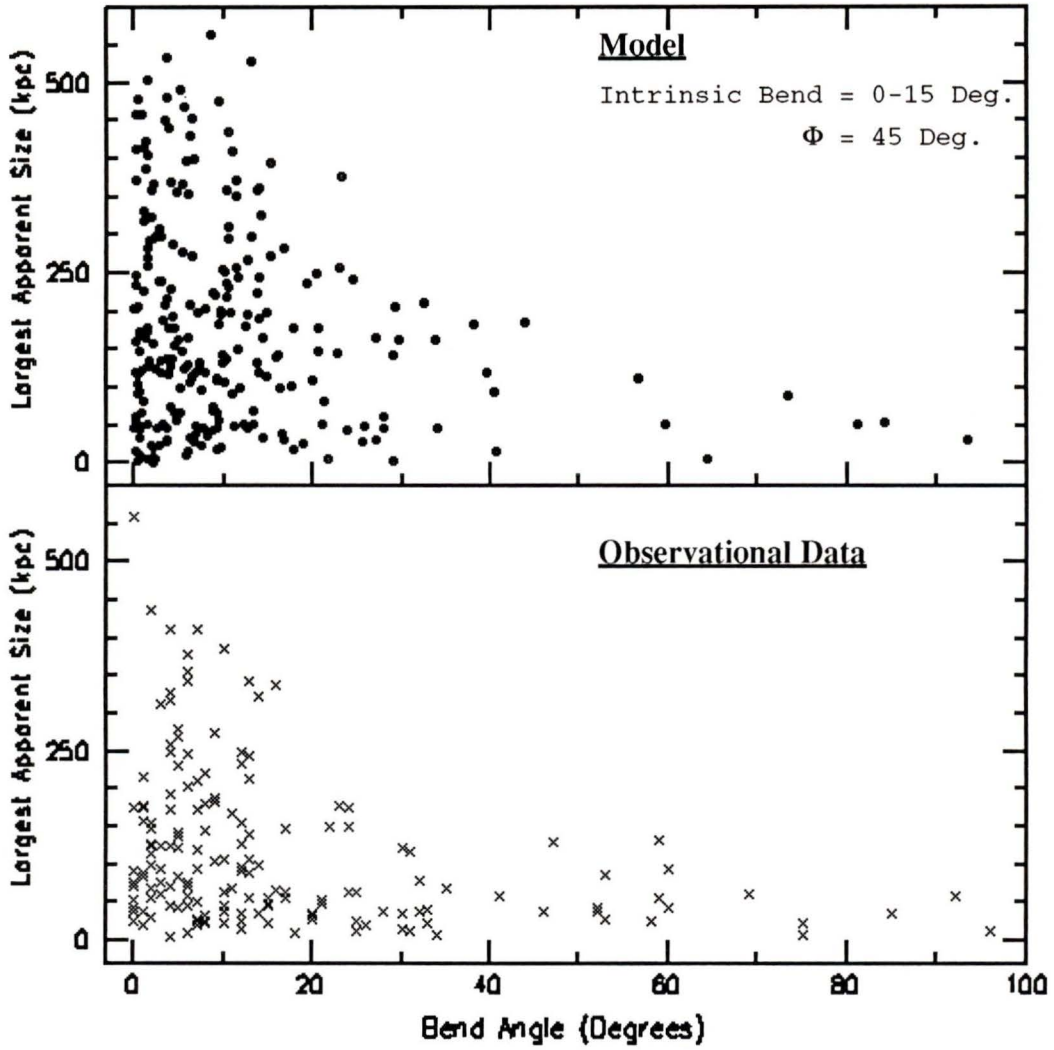 Model
Intrinsic Bend = 0-15 Deg.
Φ = 45 Deg.
Largest Apparent Size (kpc)
500
250
0
Observational Data
Largest Apparent Size (kpc)
500
250
0
0 20 40 60 80 100
Bend Angle (Degrees)